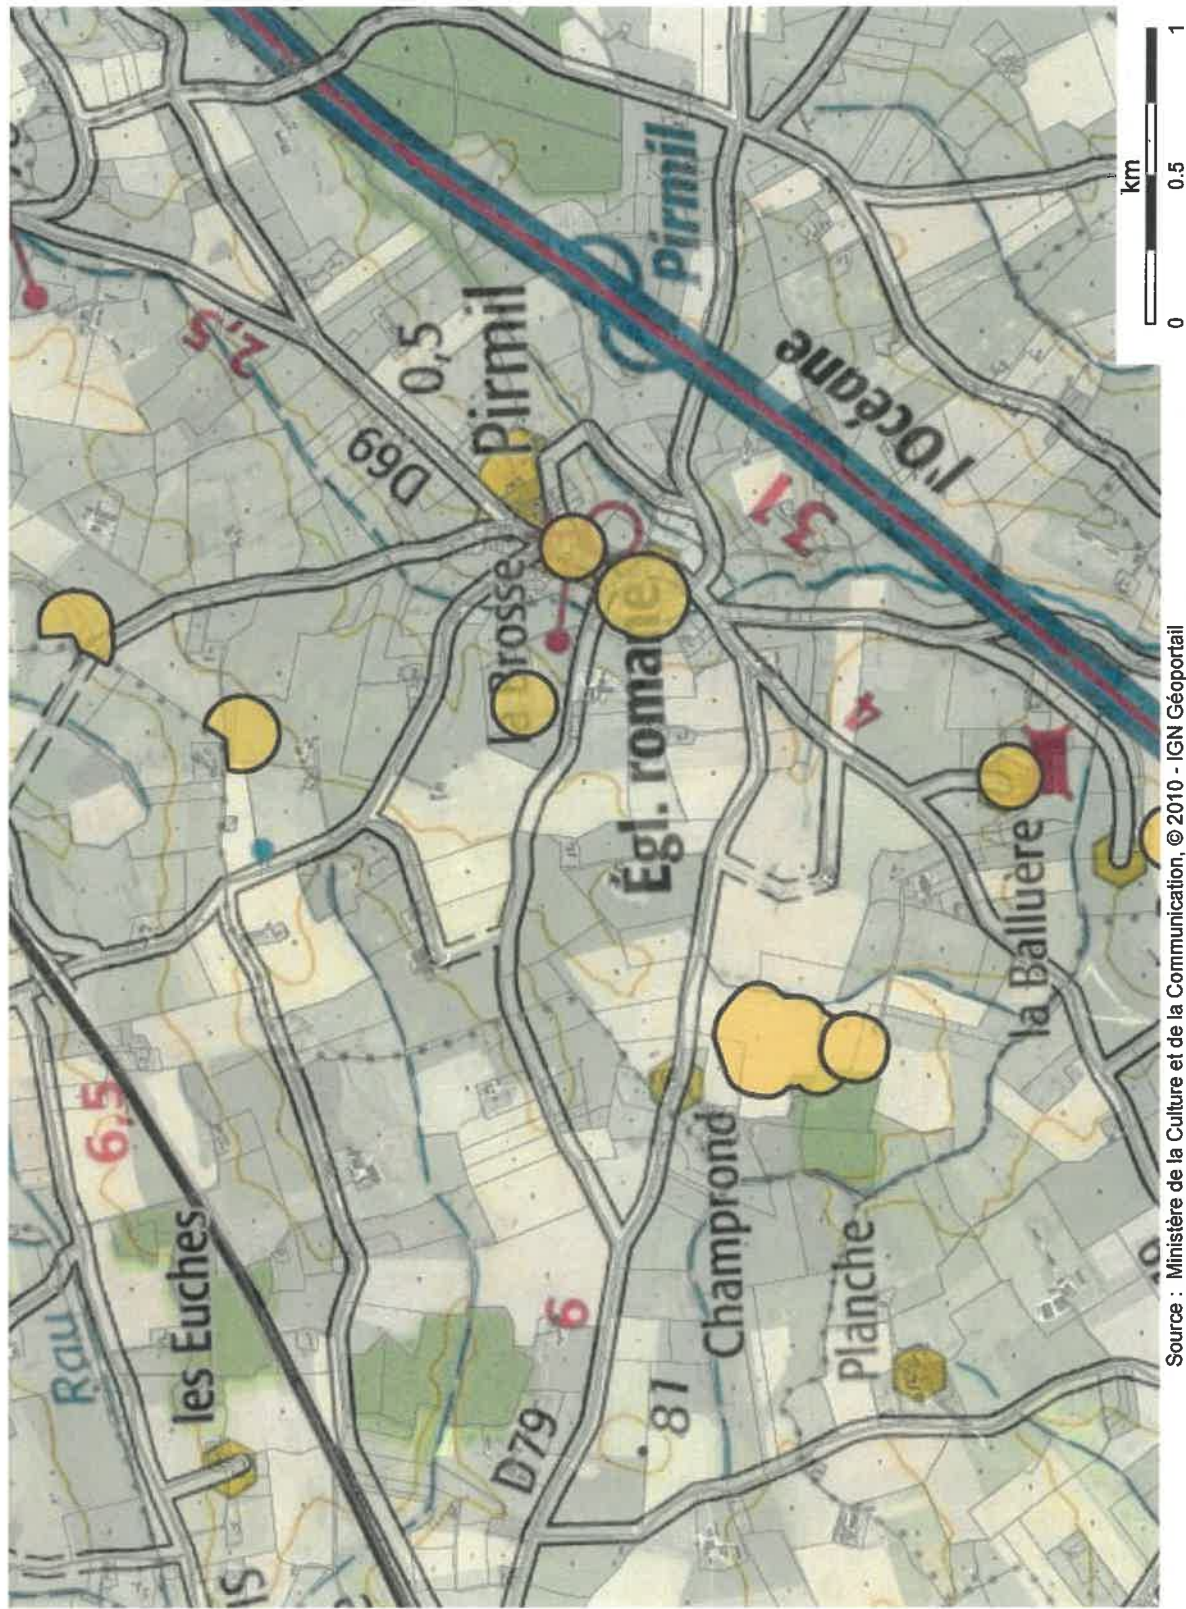 Rau
6,5
les Euches
IS
2,5
D69
0,5
Pirmil
Pirmil
la Brosse
Égl. romane
l'Océane
31
4
6
D79
81
Champrond
Planche
la Balluère
km
0
0.5
1
Source : Ministère de la Culture et de la Communication, © 2010 - IGN Géoportail